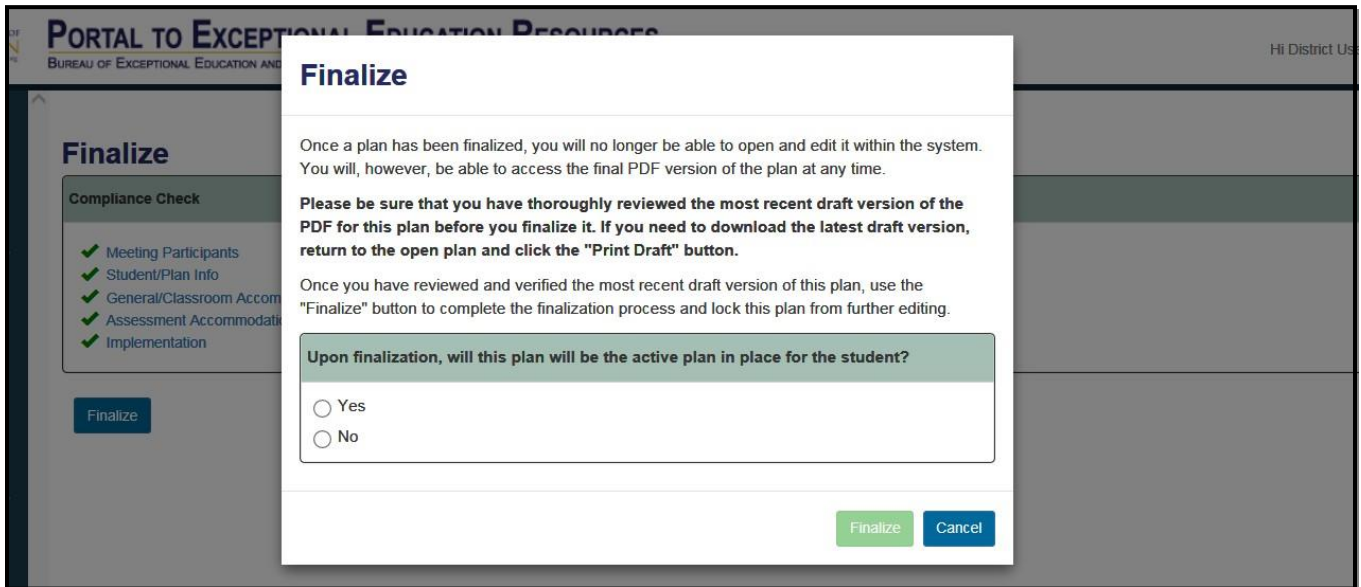 PORTAL TO EXCEPTIONAL EDUCATION RESOURCES
BUREAU OF EXCEPTIONAL EDUCATION AND
Hi District Use
Finalize
Compliance Check
Meeting Participants
Student/Plan Info
General/Classroom Accom
Assessment Accommodatio
Implementation
Finalize
Finalize
Once a plan has been finalized, you will no longer be able to open and edit it within the system.
You will, however, be able to access the final PDF version of the plan at any time.
Please be sure that you have thoroughly reviewed the most recent draft version of the
PDF for this plan before you finalize it. If you need to download the latest draft version,
return to the open plan and click the "Print Draft" button.
Once you have reviewed and verified the most recent draft version of this plan, use the
"Finalize" button to complete the finalization process and lock this plan from further editing.
Upon finalization, will this plan will be the active plan in place for the student?
Yes
No
Finalize Cancel